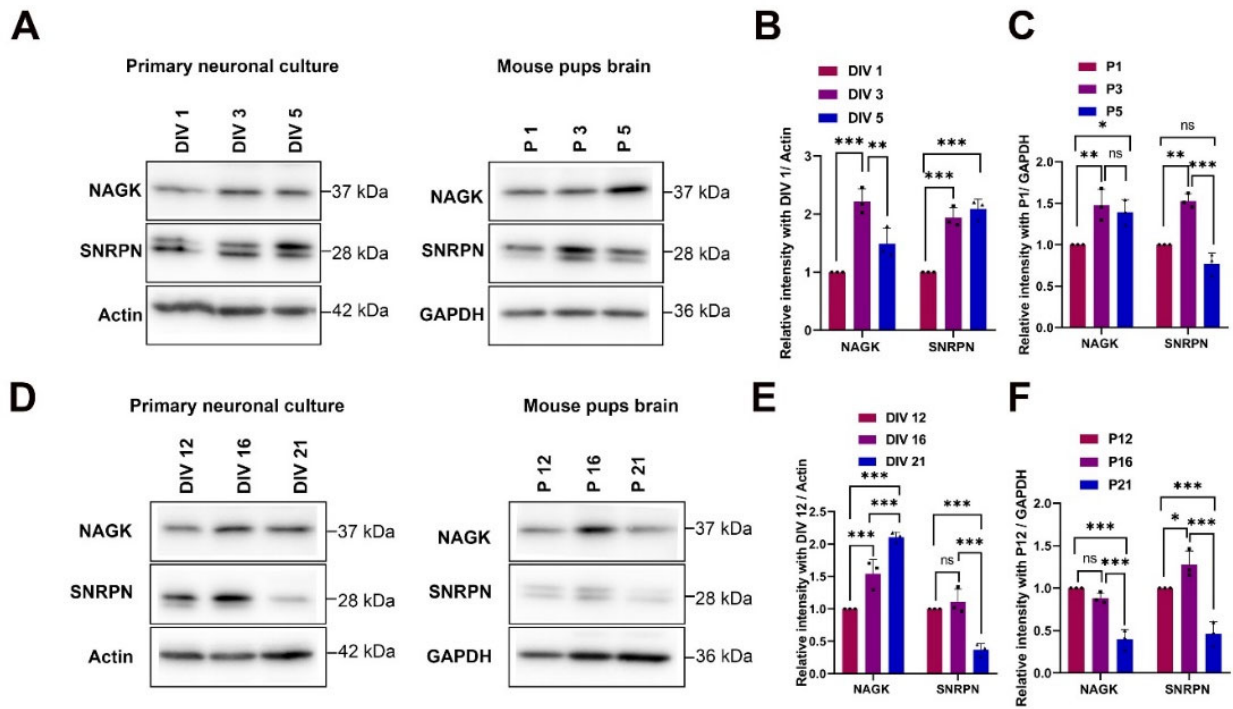 A
Primary neuronal culture
DIV 1
DIV 3
DIV 5
NAGK
37 kDa
SNRPN
28 kDa
Actin
42 kDa
Mouse pups brain
P 1
P 3
P 5
NAGK
37 kDa
SNRPN
28 kDa
GAPDH
36 kDa
B
DIV 1
DIV 3
DIV 5
Relative intensity with DIV 1/ Actin
3
2
1
0
*** **
***
***
NAGK SNRPN
C
P1
P3
P5
Relative intensity with P1/ GAPDH
2.0
1.5
1.0
0.5
0.0
*
** ns
ns
** ***
NAGK SNRPN
D
Primary neuronal culture
DIV 12
DIV 16
DIV 21
NAGK
37 kDa
SNRPN
28 kDa
Actin
42 kDa
Mouse pups brain
P 12
P 16
P 21
NAGK
37 kDa
SNRPN
28 kDa
GAPDH
36 kDa
E
DIV 12
DIV 16
DIV 21
Relative intensity with DIV 12 / Actin
2.5
2.0
1.5
1.0
0.5
0.0
***
***
***
***
ns ***
NAGK SNRPN
F
P12
P16
P21
Relative intensity with P12 / GAPDH
2.0
1.5
1.0
0.5
0.0
***
ns ***
***
* ***
NAGK SNRPN